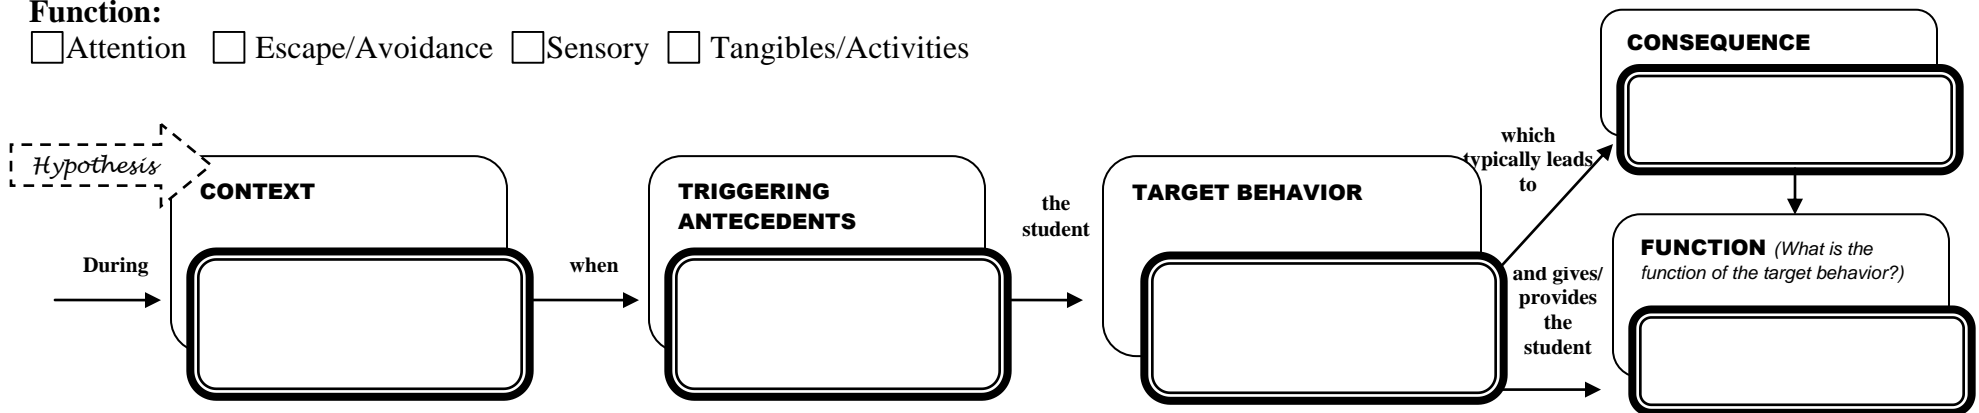 Function:
☐Attention ☐ Escape/Avoidance ☐Sensory ☐ Tangibles/Activities
Hypothesis
During
CONTEXT
when
TRIGGERING
ANTECEDENTS
the
student
TARGET BEHAVIOR
which
typically leads
to
CONSEQUENCE
and gives/
provides
the
student
FUNCTION (What is the
function of the target behavior?)